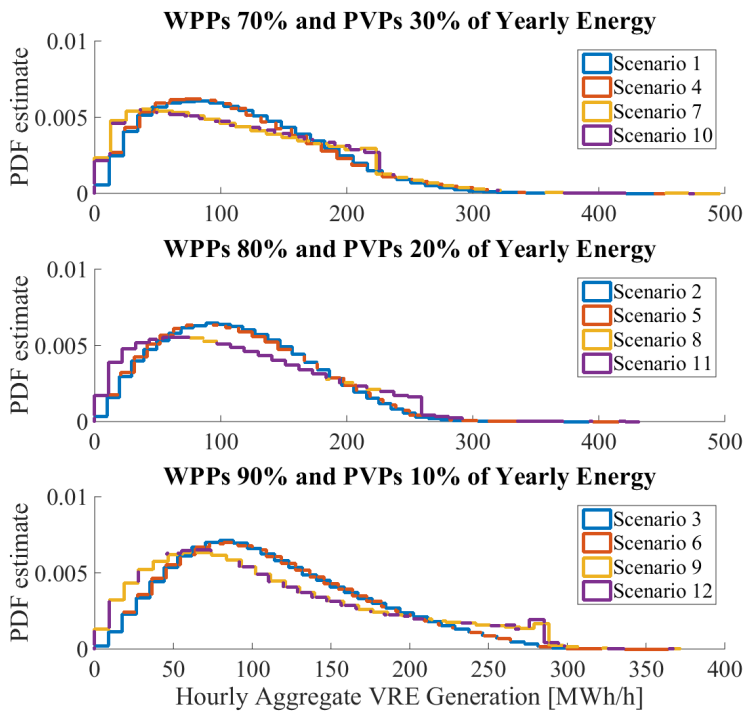 WPPs 70% and PVPs 30% of Yearly Energy
0.01
0.005
0
PDF estimate
Scenario 1
Scenario 4
Scenario 7
Scenario 10
0 100 200 300 400 500
WPPs 80% and PVPs 20% of Yearly Energy
0.01
0.005
0
PDF estimate
Scenario 2
Scenario 5
Scenario 8
Scenario 11
0 100 200 300 400 500
WPPs 90% and PVPs 10% of Yearly Energy
0.01
0.005
0
PDF estimate
Scenario 3
Scenario 6
Scenario 9
Scenario 12
0 50 100 150 200 250 300 350 400
Hourly Aggregate VRE Generation [MWh/h]